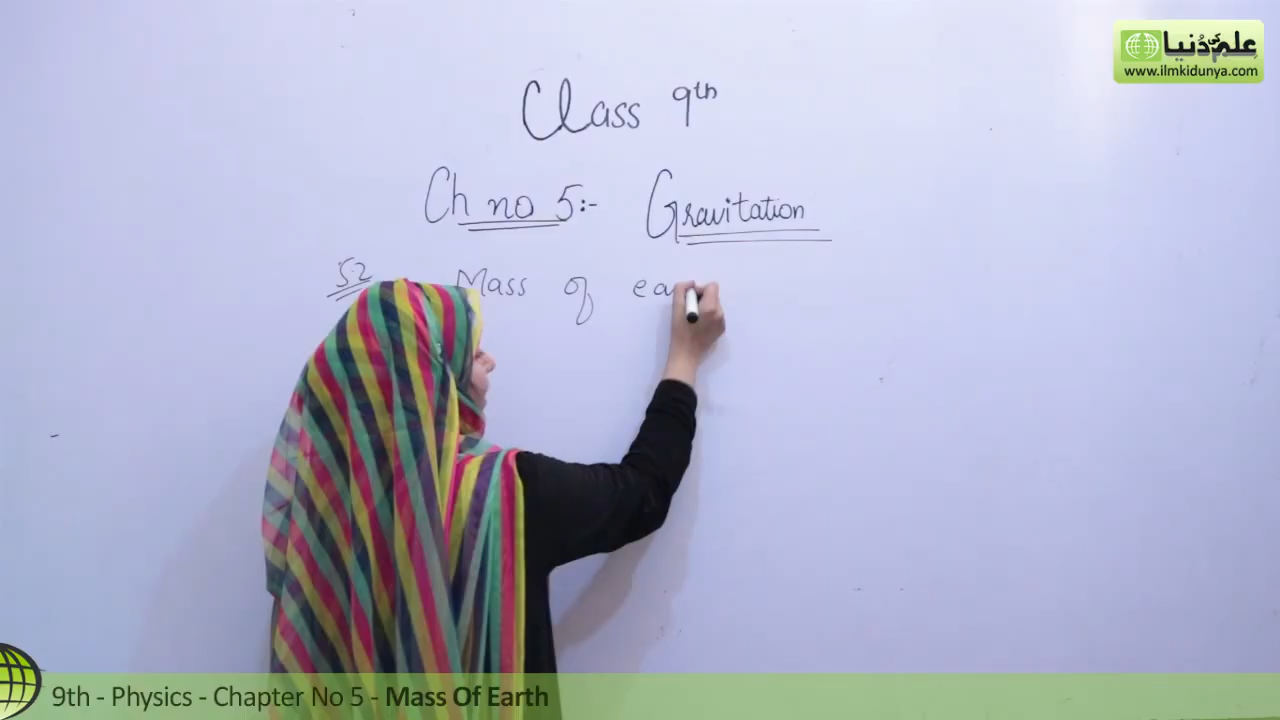 علم کی دُنیا
www.ilmkidunya.com
Class 9th
Ch no 5:- Gravitation
5.2 Mass of ea
9th - Physics - Chapter No 5 - Mass Of Earth